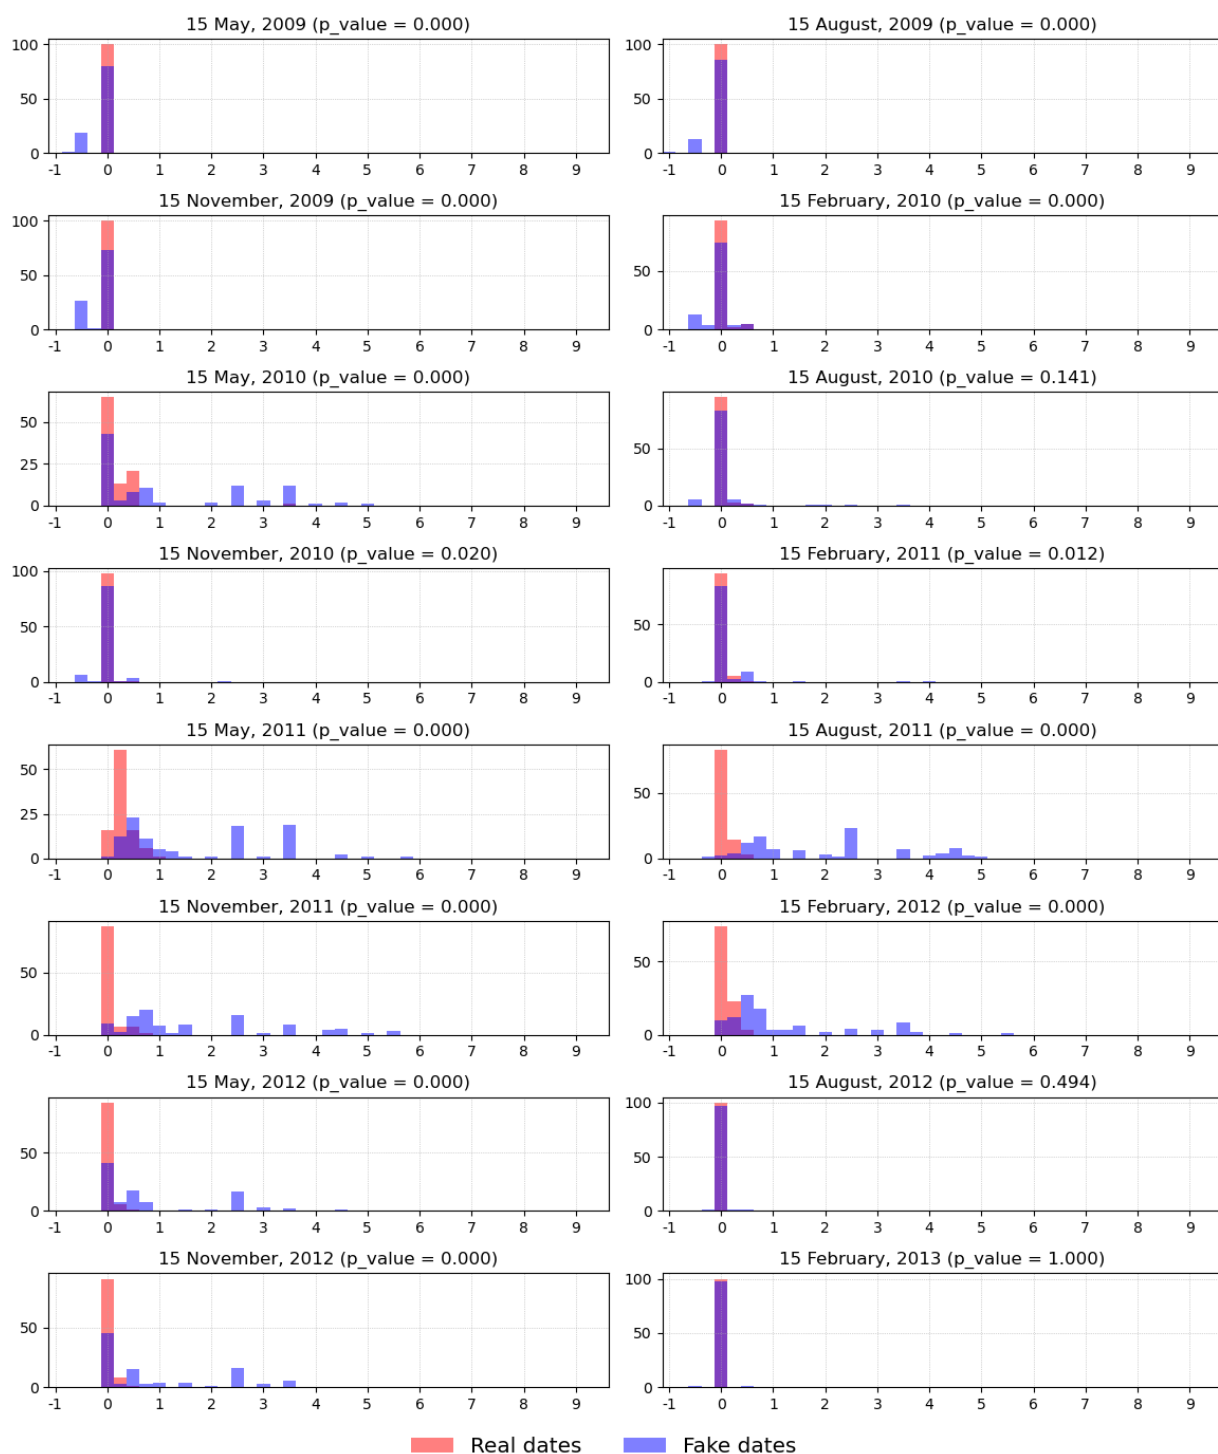 15 May, 2009 (p_value = 0.000)
100
50
0
-1 0 1 2 3 4 5 6 7 8 9
15 August, 2009 (p_value = 0.000)
100
50
0
-1 0 1 2 3 4 5 6 7 8 9
15 November, 2009 (p_value = 0.000)
100
50
0
-1 0 1 2 3 4 5 6 7 8 9
15 February, 2010 (p_value = 0.000)
50
0
-1 0 1 2 3 4 5 6 7 8 9
15 May, 2010 (p_value = 0.000)
50
25
0
-1 0 1 2 3 4 5 6 7 8 9
15 August, 2010 (p_value = 0.141)
50
0
-1 0 1 2 3 4 5 6 7 8 9
15 November, 2010 (p_value = 0.020)
100
50
0
-1 0 1 2 3 4 5 6 7 8 9
15 February, 2011 (p_value = 0.012)
50
0
-1 0 1 2 3 4 5 6 7 8 9
15 May, 2011 (p_value = 0.000)
50
25
0
-1 0 1 2 3 4 5 6 7 8 9
15 August, 2011 (p_value = 0.000)
50
0
-1 0 1 2 3 4 5 6 7 8 9
15 November, 2011 (p_value = 0.000)
50
0
-1 0 1 2 3 4 5 6 7 8 9
15 February, 2012 (p_value = 0.000)
50
0
-1 0 1 2 3 4 5 6 7 8 9
15 May, 2012 (p_value = 0.000)
50
0
-1 0 1 2 3 4 5 6 7 8 9
15 August, 2012 (p_value = 0.494)
100
50
0
-1 0 1 2 3 4 5 6 7 8 9
15 November, 2012 (p_value = 0.000)
50
0
-1 0 1 2 3 4 5 6 7 8 9
15 February, 2013 (p_value = 1.000)
100
50
0
-1 0 1 2 3 4 5 6 7 8 9
Real dates
Fake dates